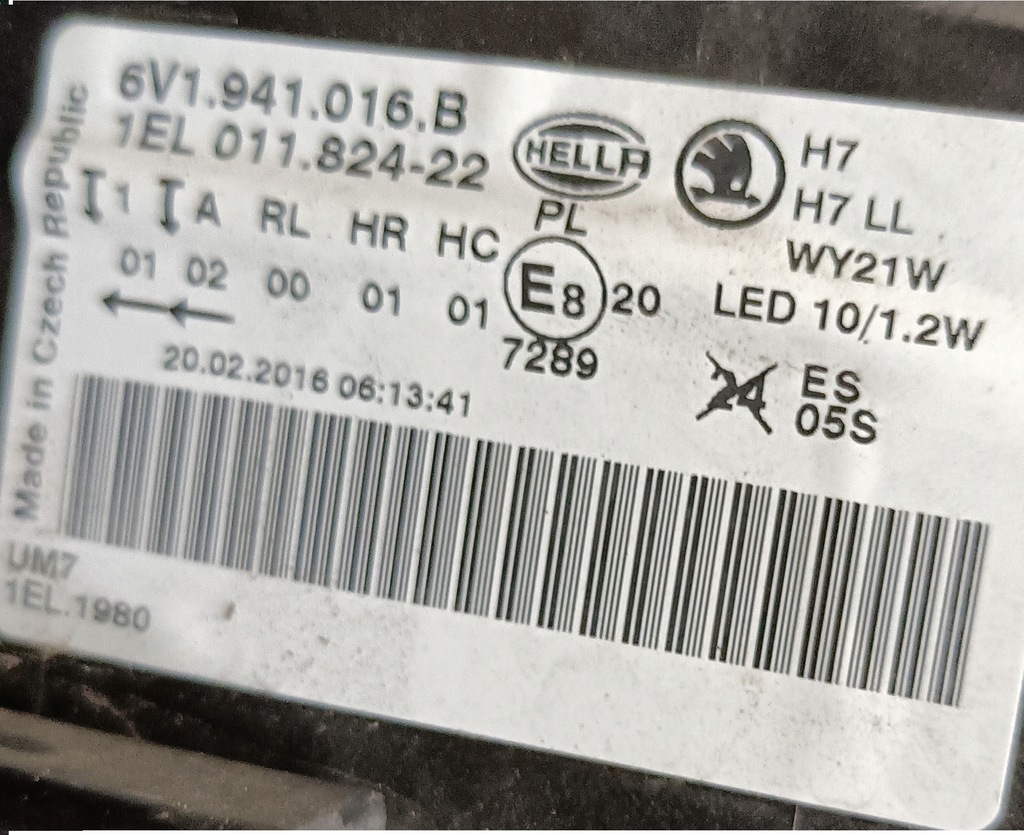 6V1.941.016.B
1EL 011.824-22
HELLA
H7
H7 LL
WY21W
LED 10/1.2W
1 A RL HR HC PL
01 02 00 01 01 E8 20
7289
24 ES
05S
20.02.2016 06:13:41
Made in Czech Republic
UM7
1EL.1980